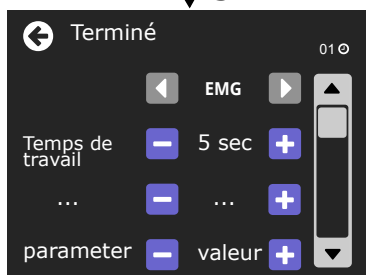 Terminé
01
EMG
Temps de
travail
5 sec
... ...
parameter valeur